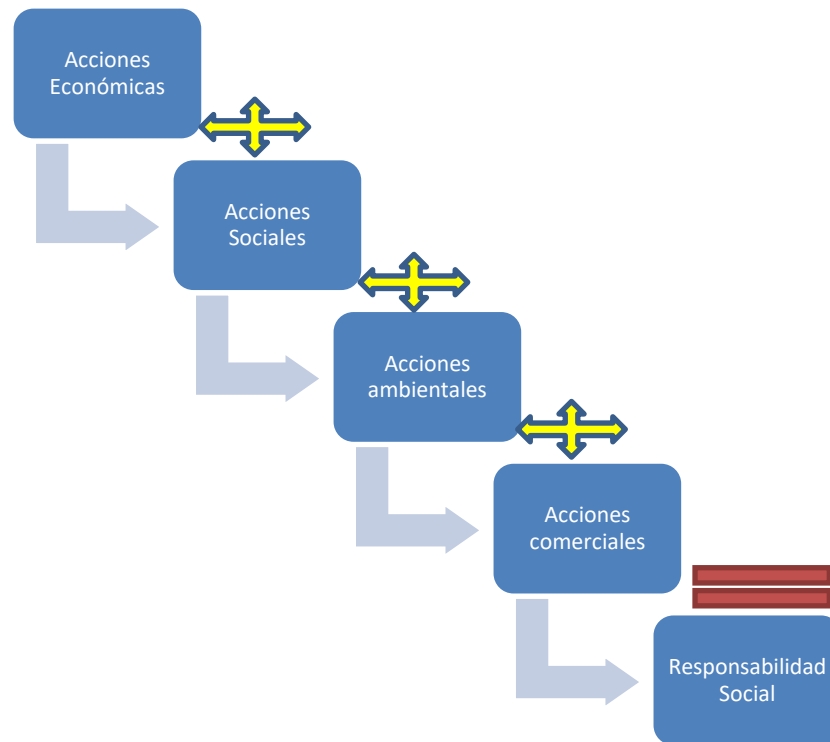 Acciones
Económicas
Acciones
Sociales
Acciones
ambientales
Acciones
comerciales
Responsabilidad
Social